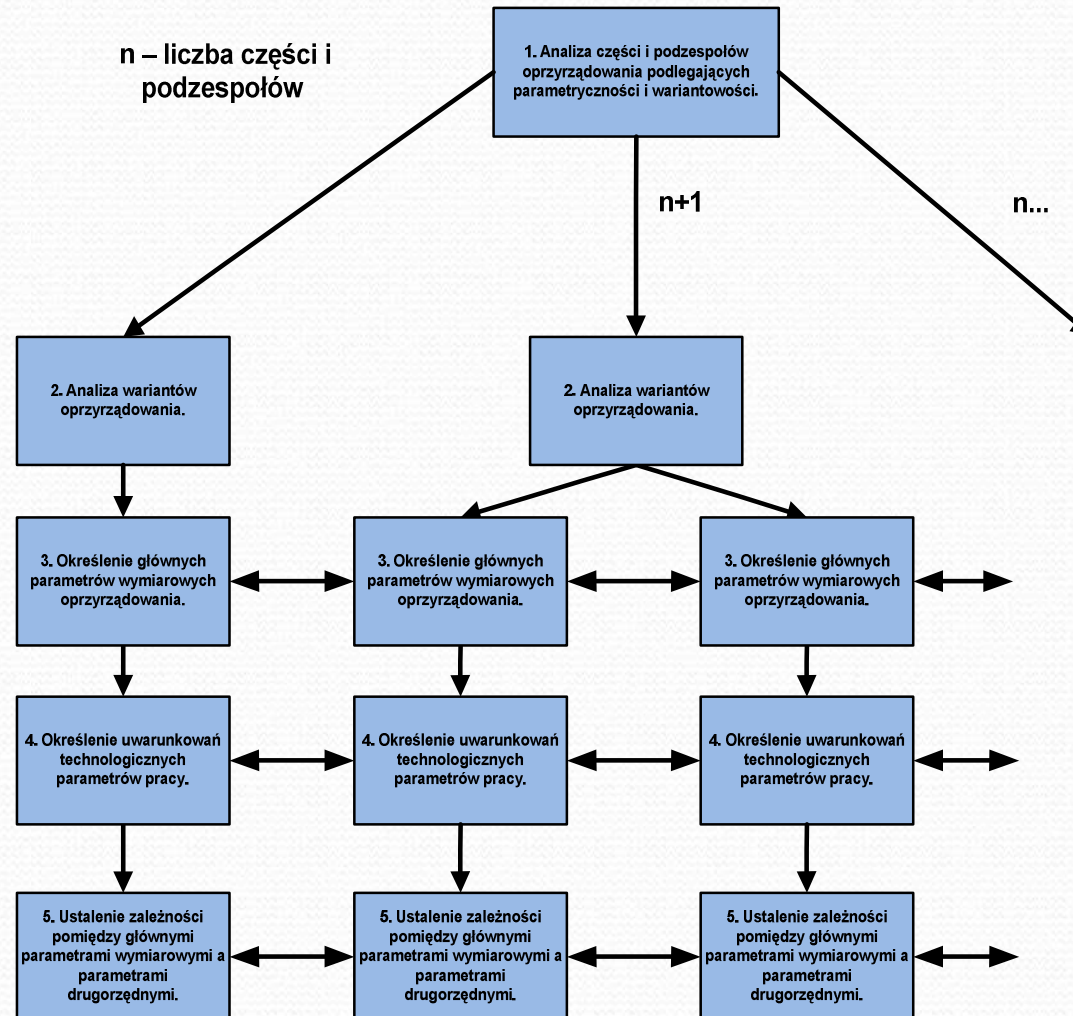 n – liczba części i
podzespołów
1. Analiza części i podzespołów
oprzyrządowania podlegających
parametryczności i wariantowości.
n+1
n...
2. Analiza wariantów
oprzyrządowania.
2. Analiza wariantów
oprzyrządowania.
3. Określenie głównych
parametrów wymiarowych
oprzyrządowania.
3. Określenie głównych
parametrów wymiarowych
oprzyrządowania.
3. Określenie głównych
parametrów wymiarowych
oprzyrządowania.
4. Określenie uwarunkowań
technologicznych
parametrów pracy.
4. Określenie uwarunkowań
technologicznych
parametrów pracy.
4. Określenie uwarunkowań
technologicznych
parametrów pracy.
5. Ustalenie zależności
pomiędzy głównymi
parametrami wymiarowymi a
parametrami
drugorzędnymi.
5. Ustalenie zależności
pomiędzy głównymi
parametrami wymiarowymi a
parametrami
drugorzędnymi.
5. Ustalenie zależności
pomiędzy głównymi
parametrami wymiarowymi a
parametrami
drugorzędnymi.